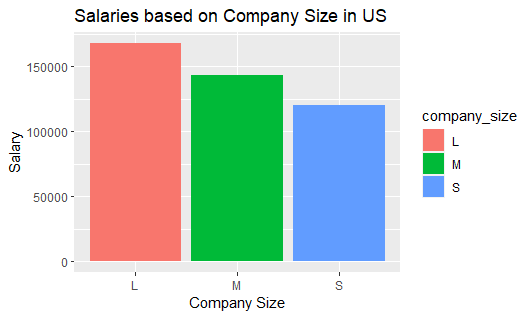 Salaries based on Company Size in US
150000
100000
50000
0
Salary
L
M
S
Company Size
company_size
L
M
S